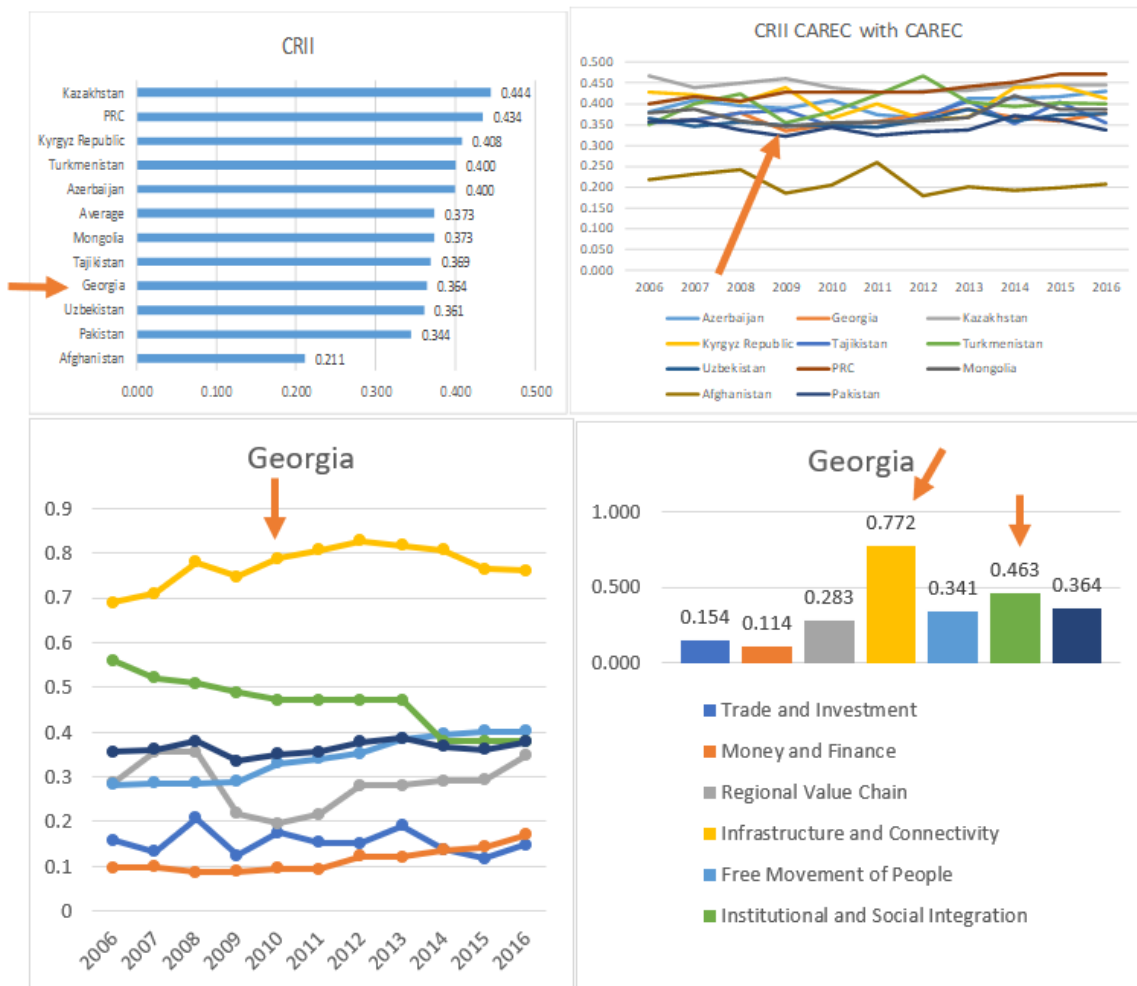 CRII
Kazakhstan 0.444
PRC 0.434
Kyrgyz Republic 0.408
Turkmenistan 0.400
Azerbaijan 0.400
Average 0.373
Mongolia 0.373
Tajikistan 0.369
Georgia 0.364
Uzbekistan 0.361
Pakistan 0.344
Afghanistan 0.211
0.000 0.100 0.200 0.300 0.400 0.500
CRII CAREC with CAREC
0.500
0.450
0.400
0.350
0.300
0.250
0.200
0.150
0.100
0.050
0.000
2006 2007 2008 2009 2010 2011 2012 2013 2014 2015 2016
Azerbaijan Georgia Kazakhstan
Kyrgyz Republic Tajikistan Turkmenistan
Uzbekistan PRC Mongolia
Afghanistan Pakistan
Georgia
0.9
0.8
0.7
0.6
0.5
0.4
0.3
0.2
0.1
0
2006 2007 2008 2009 2010 2011 2012 2013 2014 2015 2016
Georgia
1.000
0.500
0.000
0.154 0.114 0.283 0.772 0.341 0.463 0.364
Trade and Investment
Money and Finance
Regional Value Chain
Infrastructure and Connectivity
Free Movement of People
Institutional and Social Integration